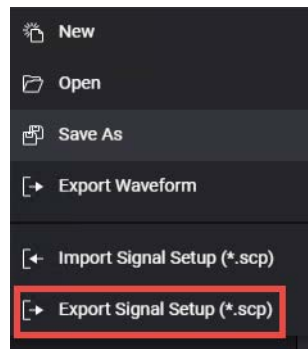 New
Open
Save As
Export Waveform
Import Signal Setup (*.scp)
Export Signal Setup (*.scp)